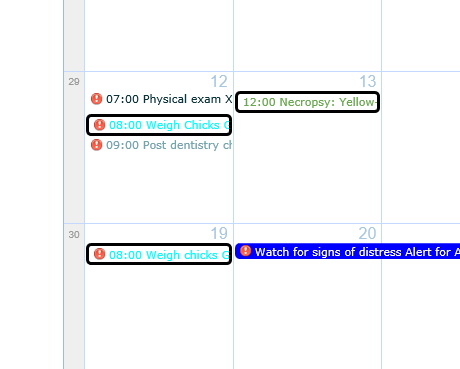 29
12
13
07:00 Physical exam X
12:00 Necropsy: Yellow-
08:00 Weigh Chicks G
09:00 Post dentistry ch
30
19
20
08:00 Weigh chicks G
Watch for signs of distress Alert for A